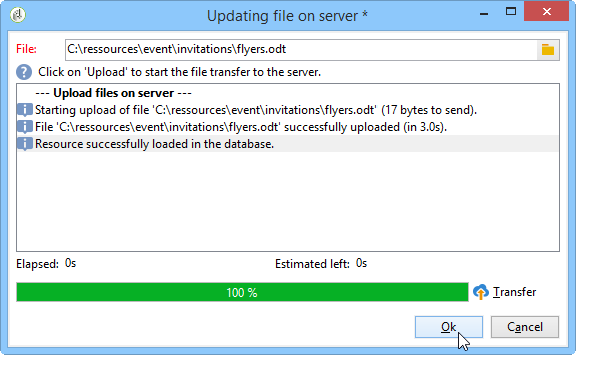 Updating file on server *
File: C:\ressources\event\invitations\flyers.odt
Click on 'Upload' to start the file transfer to the server.
--- Upload files on server ---
Starting upload of file 'C:\ressources\event\invitations\flyers.odt' (17 bytes to send).
File 'C:\ressources\event\invitations\flyers.odt' successfully uploaded (in 3.0s).
Resource successfully loaded in the database.
Elapsed: 0s Estimated left: 0s
100 % Transfer
Ok Cancel